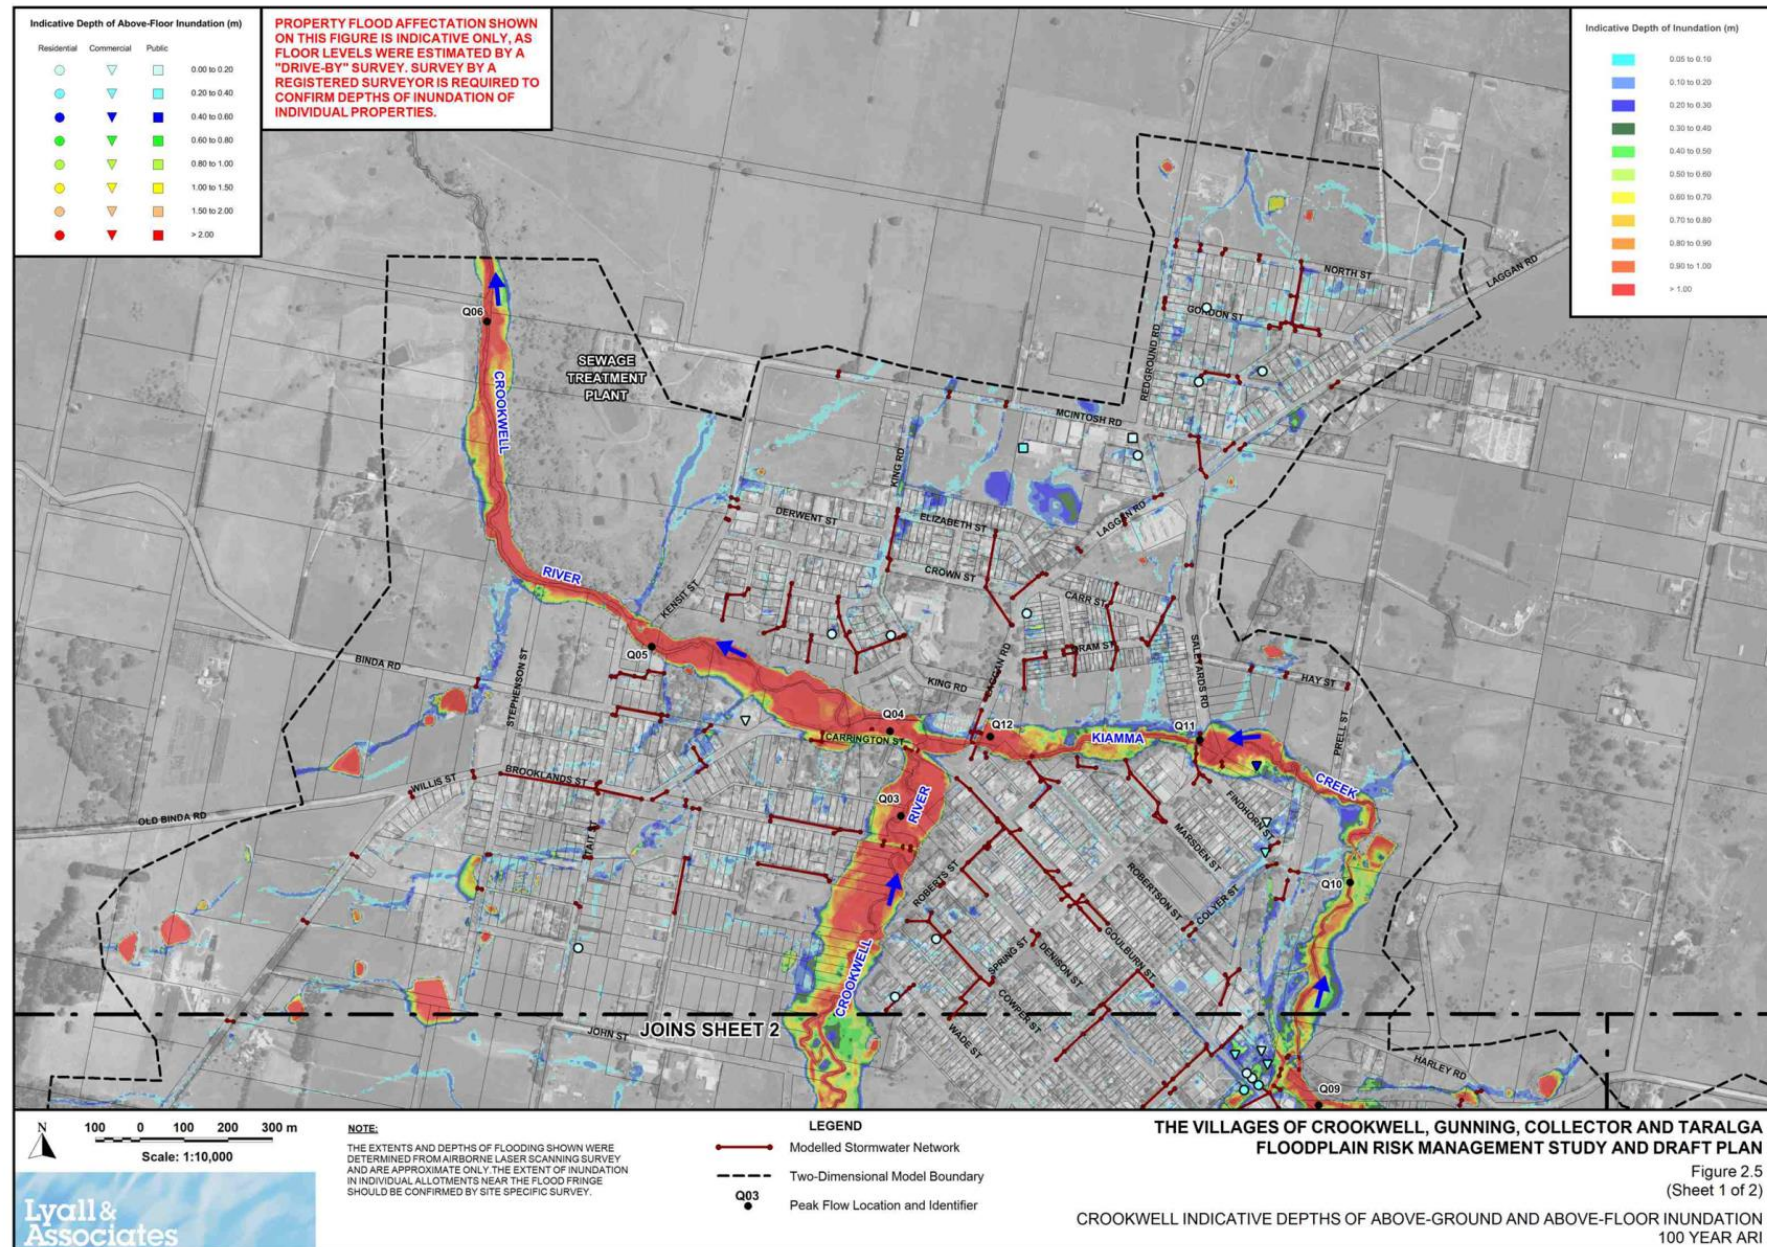 Indicative Depth of Above-Floor Inundation (m)
Residential Commercial Public
0.00 to 0.20
0.20 to 0.40
0.40 to 0.60
0.60 to 0.80
0.80 to 1.00
1.00 to 1.50
1.50 to 2.00
> 2.00
PROPERTY FLOOD AFFECTATION SHOWN
ON THIS FIGURE IS INDICATIVE ONLY, AS
FLOOR LEVELS WERE ESTIMATED BY A
"DRIVE-BY" SURVEY. SURVEY BY A
REGISTERED SURVEYOR IS REQUIRED TO
CONFIRM DEPTHS OF INUNDATION OF
INDIVIDUAL PROPERTIES.
Indicative Depth of Inundation (m)
0.05 to 0.10
0.10 to 0.20
0.20 to 0.30
0.30 to 0.40
0.40 to 0.50
0.50 to 0.60
0.60 to 0.70
0.70 to 0.80
0.80 to 0.90
0.90 to 1.00
> 1.00
NORTH ST
LAGGAN RD
GORDON ST
REDGROUND RD
Q06
SEWAGE
TREATMENT
PLANT
CROOKWELL
MCINTOSH RD
KING RD
DERWENT ST
ELIZABETH ST
LAGGAN RD
RIVER
CROWN ST
KENSIT ST
CARR ST
Q05
BINDA RD
STEPHENSON ST
KING RD
LAGGAN RD
SALEYARDS RD
HAY ST
PRELL ST
Q04
CARRINGTON ST
Q12
KIAMMA
Q11
CREEK
WILLIS ST
BROOKLANDS ST
OLD BINDA RD
TAIT
Q03
RIVER
FINDHORN ST
MARSDEN ST
ROBERTS ST
ROBERTSON ST
COLYER ST
Q10
GOULBURN ST
SPRING ST
DENISON ST
CROOKWELL
COWPER ST
WADE ST
JOHN ST
JOINS SHEET 2
HARLEY RD
Q09
N
100 0 100 200 300 m
Scale: 1:10,000
Lyall &
Associates
NOTE:
THE EXTENTS AND DEPTHS OF FLOODING SHOWN WERE
DETERMINED FROM AIRBORNE LASER SCANNING SURVEY
AND ARE APPROXIMATE ONLY.THE EXTENT OF INUNDATION
IN INDIVIDUAL ALLOTMENTS NEAR THE FLOOD FRINGE
SHOULD BE CONFIRMED BY SITE SPECIFIC SURVEY.
LEGEND
Modelled Stormwater Network
Two-Dimensional Model Boundary
Q03
Peak Flow Location and Identifier
THE VILLAGES OF CROOKWELL, GUNNING, COLLECTOR AND TARALGA
FLOODPLAIN RISK MANAGEMENT STUDY AND DRAFT PLAN
Figure 2.5
(Sheet 1 of 2)
CROOKWELL INDICATIVE DEPTHS OF ABOVE-GROUND AND ABOVE-FLOOR INUNDATION
100 YEAR ARI